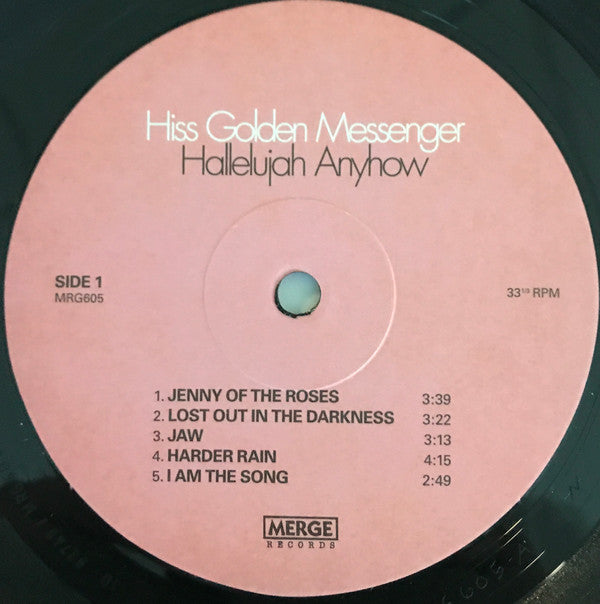 Hiss Golden Messenger
Hallelujah Anyhow
SIDE 1
MRG605
33 1/3 RPM
1. JENNY OF THE ROSES 3:39
2. LOST OUT IN THE DARKNESS 3:22
3. JAW 3:13
4. HARDER RAIN 4:15
5. I AM THE SONG 2:49
MERGE
RECORDS